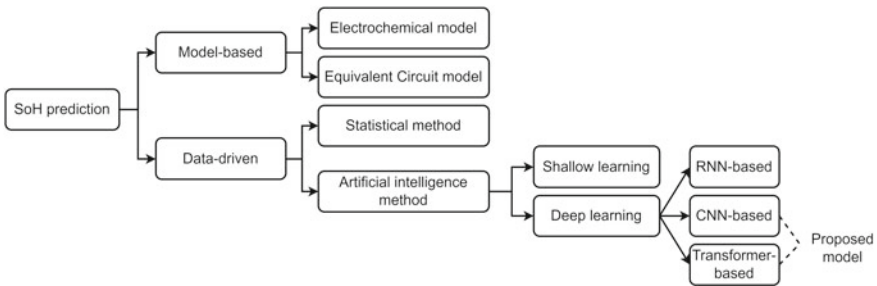 SoH prediction
Model-based
Electrochemical model
Equivalent Circuit model
Data-driven
Statistical method
Artificial intelligence
method
Shallow learning
Deep learning
RNN-based
CNN-based
Transformer-
based
Proposed
model